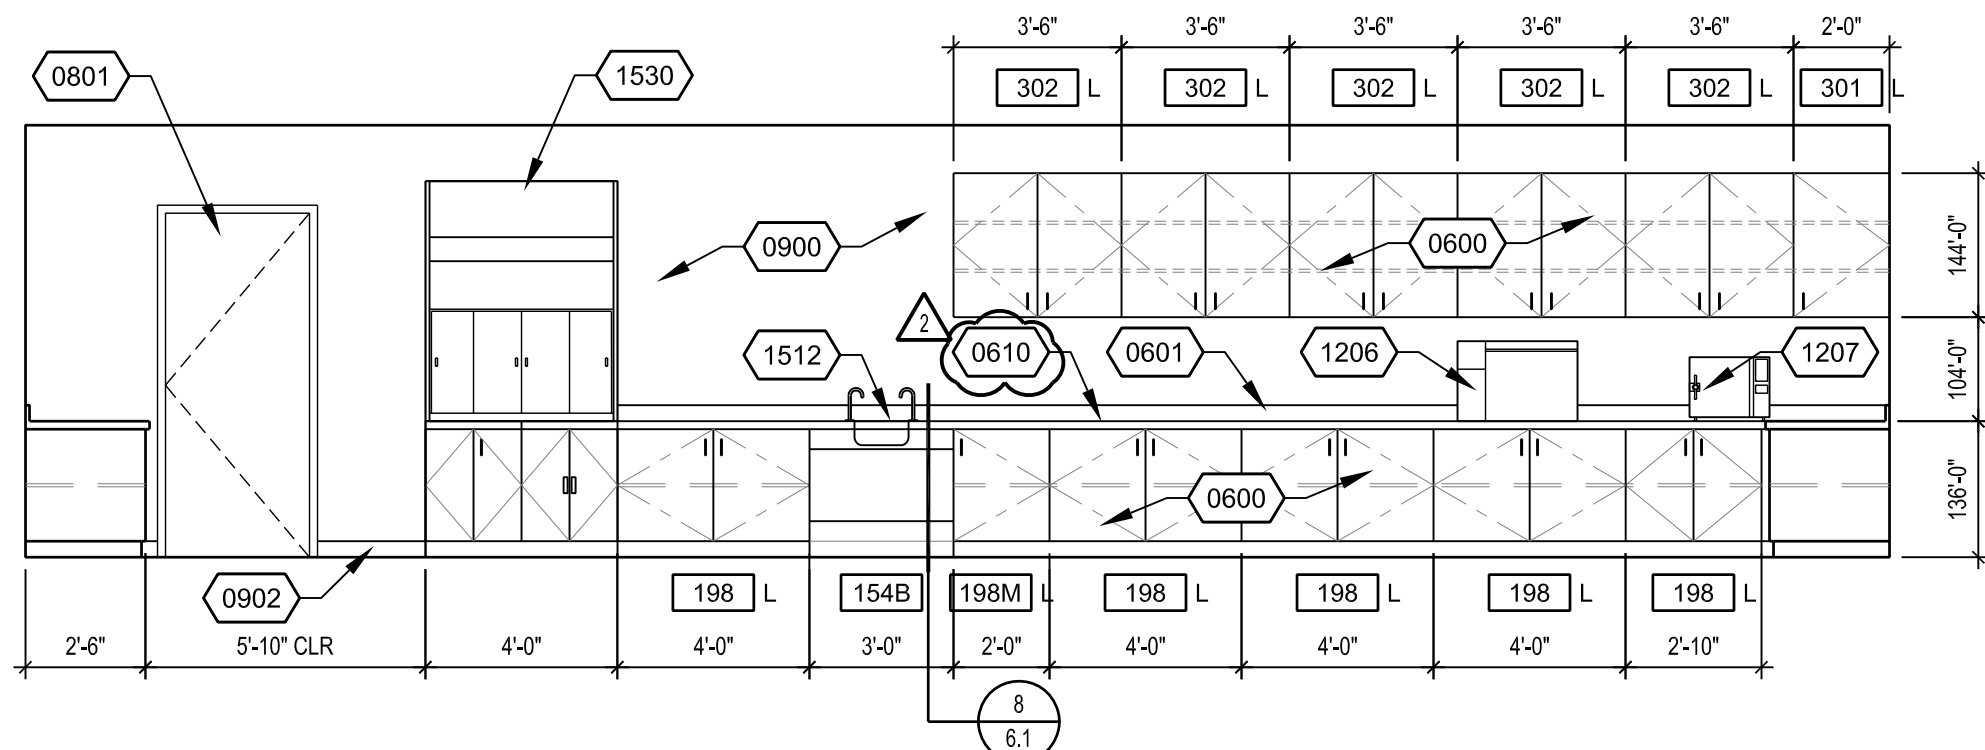 3'-6" 3'-6" 3'-6" 3'-6" 3'-6" 2'-0"
0801 1530 302 L 302 L 302 L 302 L 302 L 301 L
0900 0600 144'-0"
2
1512 0610 0601 1206 1207 104'-0"
0600 136'-0"
0902 198 L 154B 198M L 198 L 198 L 198 L 198 L
2'-6" 5'-10" CLR 4'-0" 4'-0" 3'-0" 2'-0" 4'-0" 4'-0" 4'-0" 2'-10"
8
6.1